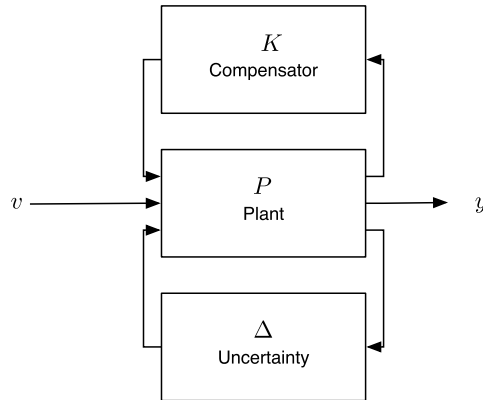 K
Compensator
v
P
Plant
y
Δ
Uncertainty